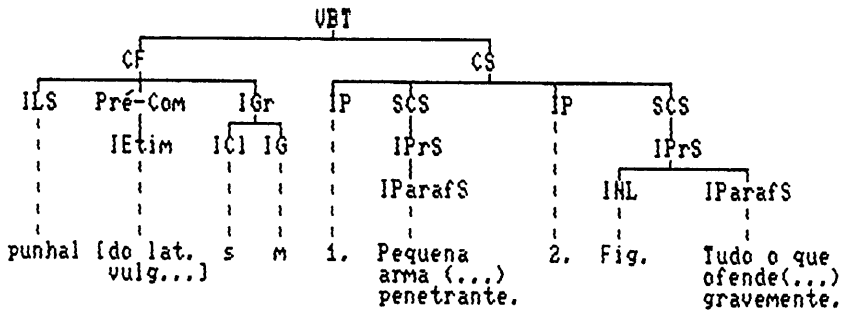 VBT
CF CS
ILS Pré-Com IGr IP SCS IP SCS
IEtim ICl IG IPrS IPrS
IParafS INL IParafS
punhal [do lat. s m 1. Pequena 2. Fig. Tudo o que
vulg...] arma (...) ofende(...)
penetrante. gravemente.